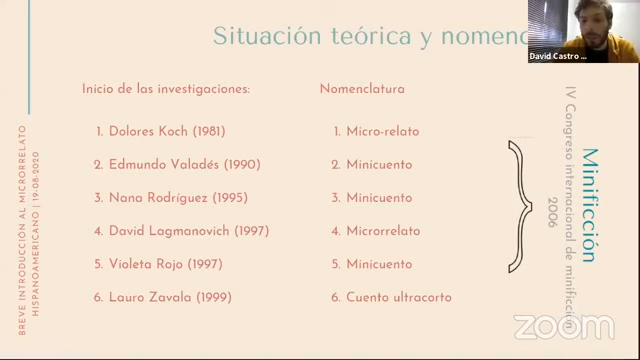 Situación teórica y nomenc
David Castro ...
Inicio de las investigaciones:
1. Dolores Koch (1981)
2. Edmundo Valadés (1990)
3. Nana Rodríguez (1995)
4. David Lagmanovich (1997)
5. Violeta Rojo (1997)
6. Lauro Zavala (1999)
Nomenclatura
1. Micro-relato
2. Minicuento
3. Minicuento
4. Microrrelato
5. Minicuento
6. Cuento ultracorto
Minificción
IV Congreso internacional de minificción
2006
BREVE INTRODUCCIÓN AL MICRORRELATO
HISPANOAMERICANO | 19-08-2020
zoom